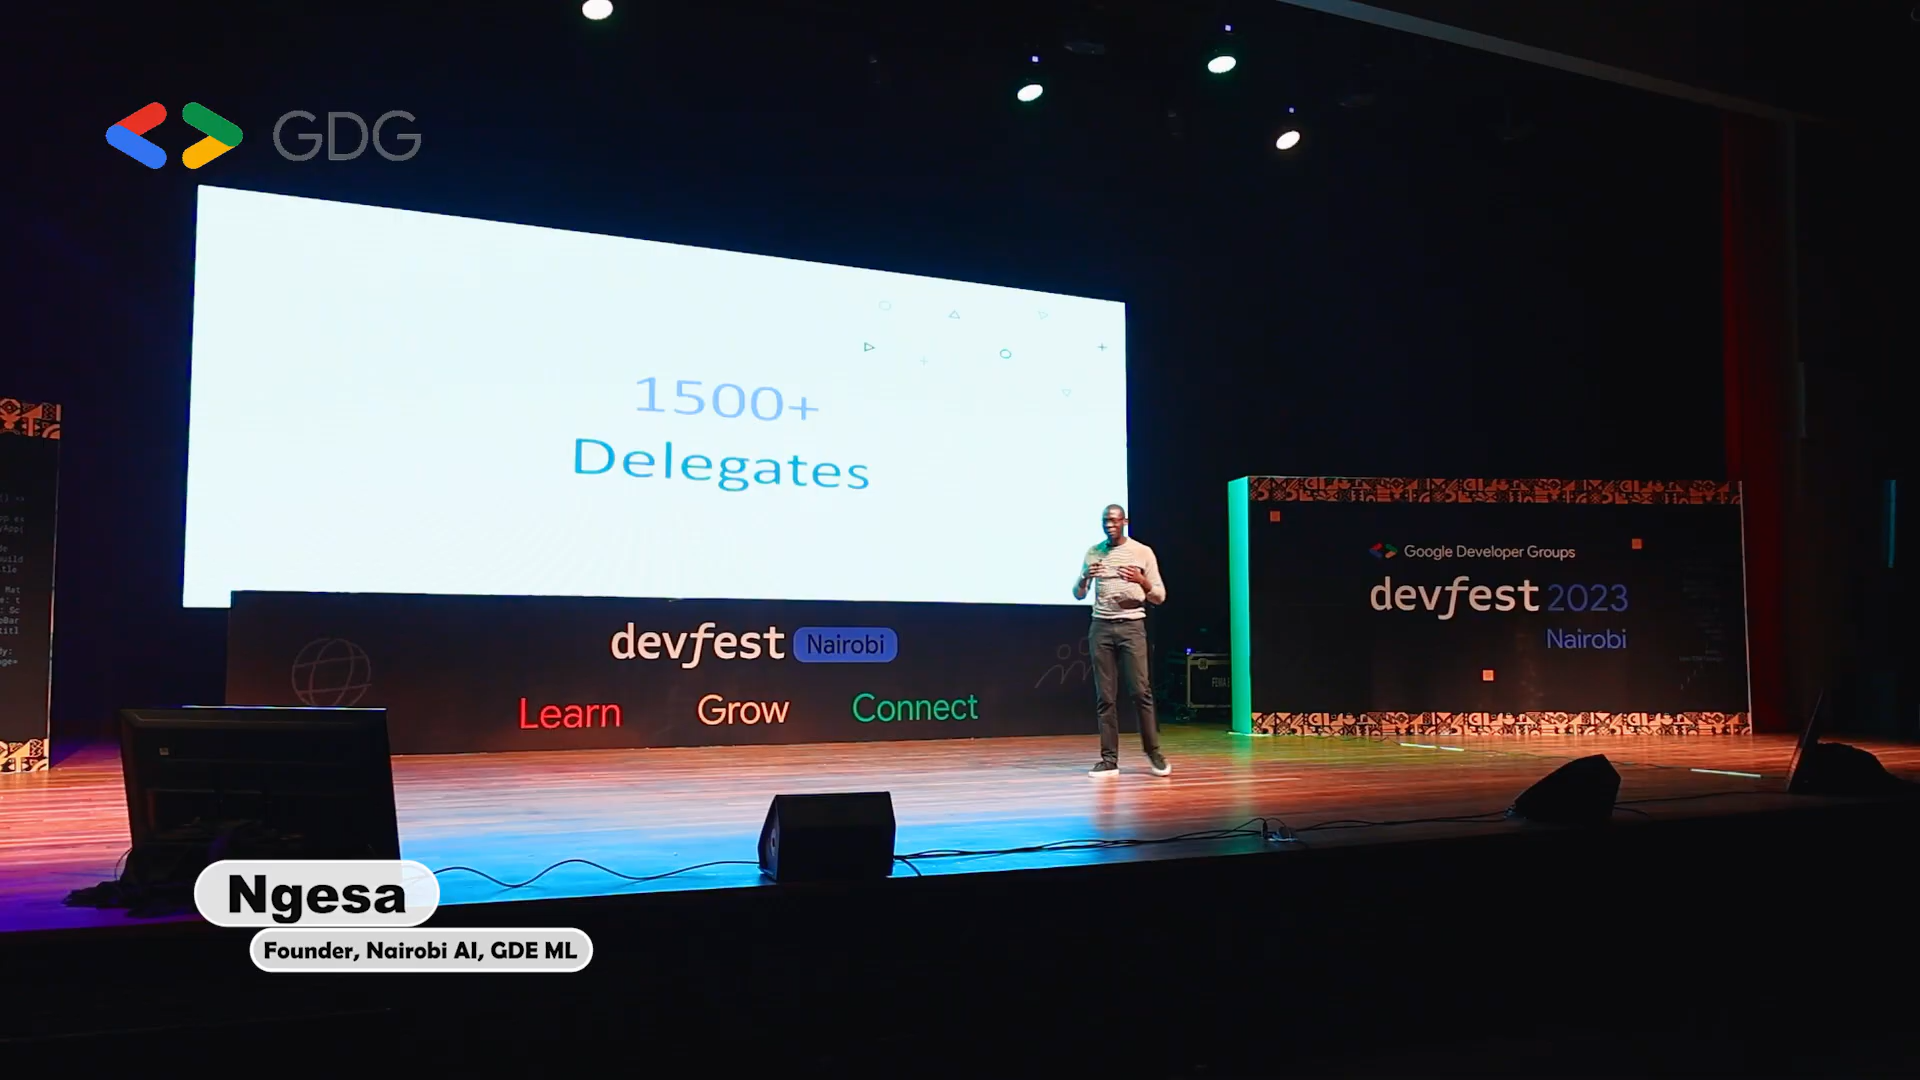 GDG
1500+
Delegates
Google Developer Groups
devfest 2023
Nairobi
devfest Nairobi
Learn Grow Connect
Ngesa
Founder, Nairobi AI, GDE ML